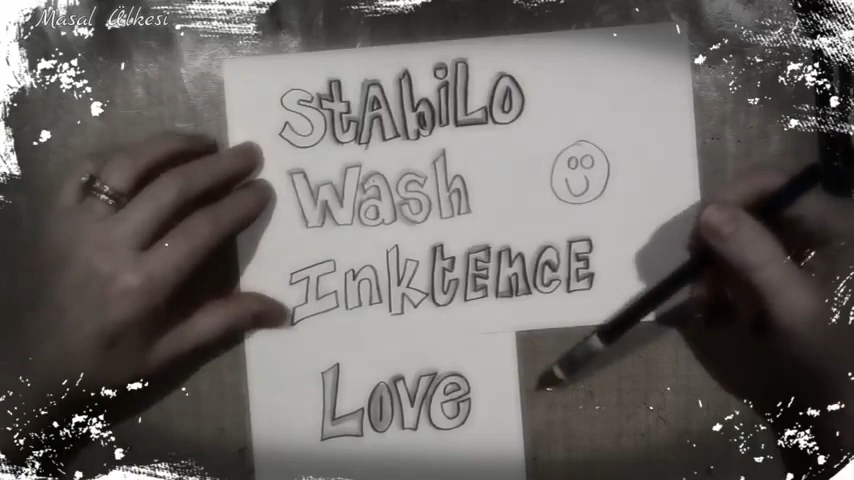 Masal Ülkesi
StAbiLo
Wash
InktENCE
Love